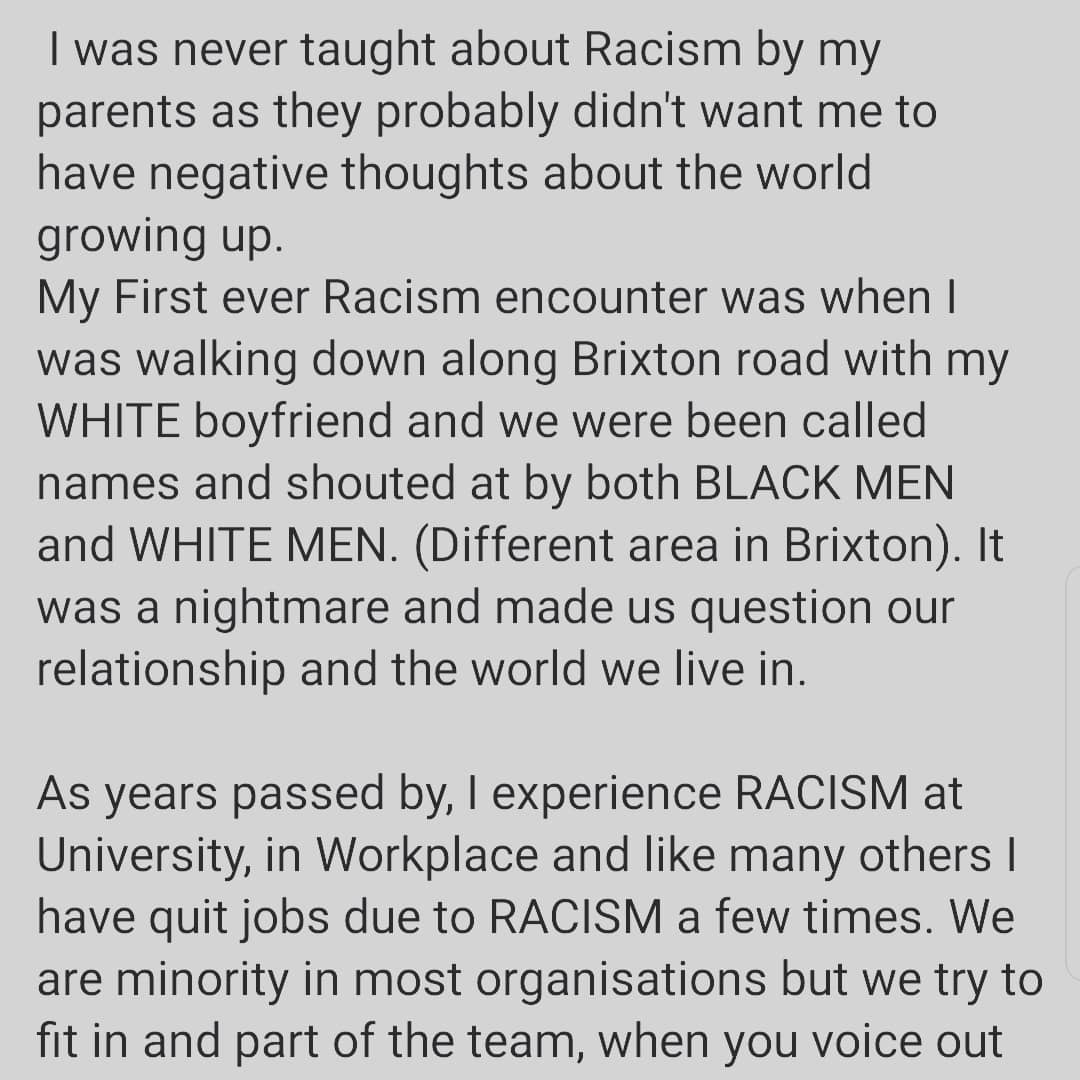 I was never taught about Racism by my
parents as they probably didn't want me to
have negative thoughts about the world
growing up.
My First ever Racism encounter was when I
was walking down along Brixton road with my
WHITE boyfriend and we were been called
names and shouted at by both BLACK MEN
and WHITE MEN. (Different area in Brixton). It
was a nightmare and made us question our
relationship and the world we live in.
As years passed by, I experience RACISM at
University, in Workplace and like many others I
have quit jobs due to RACISM a few times. We
are minority in most organisations but we try to
fit in and part of the team, when you voice out